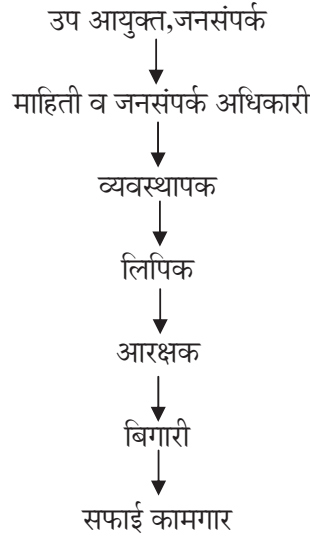 उप आयुक्त,जनसंपर्क
माहिती व जनसंपर्क अधिकारी
व्यवस्थापक
लिपिक
आरक्षक
बिगारी
सफाई कामगार